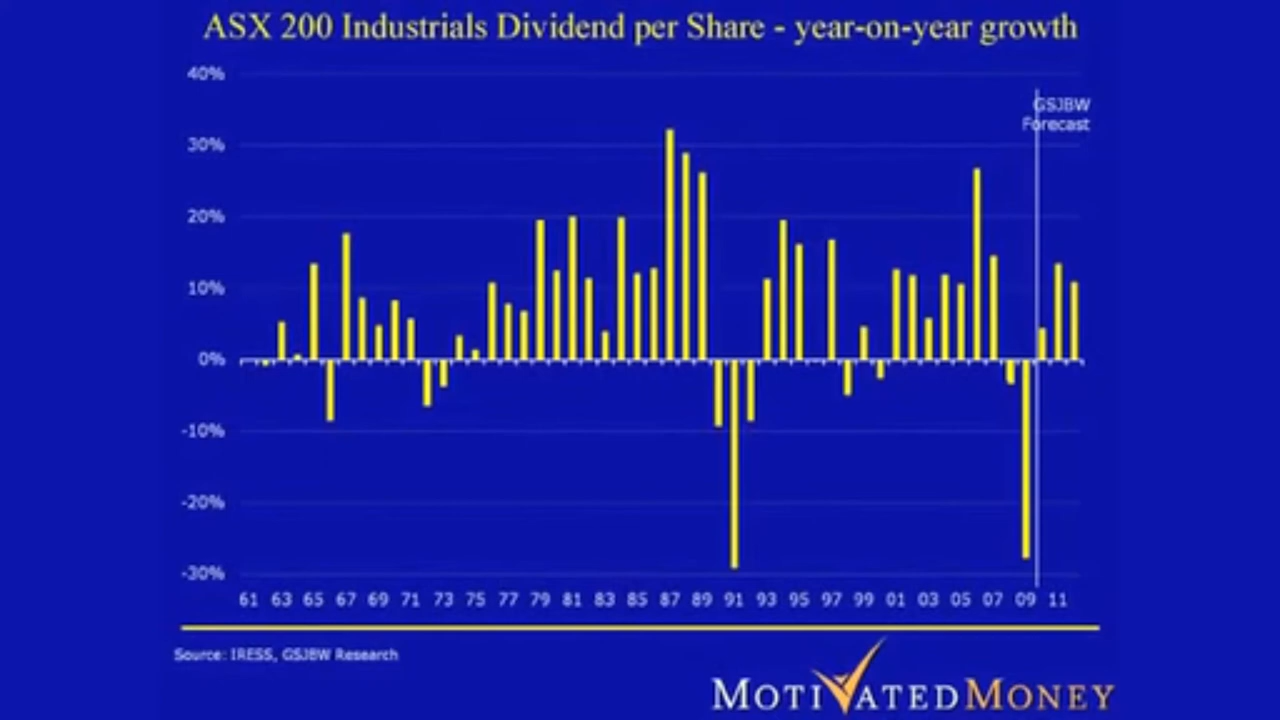 ASX 200 Industrials Dividend per Share - year-on-year growth
40%
GSJBW
Forecast
30%
20%
10%
0%
-10%
-20%
-30%
61 63 65 67 69 71 73 75 77 79 81 83 85 87 89 91 93 95 97 99 01 03 05 07 09 11
Source: IRESS, GSJBW Research
MOTIVATEDMONEY